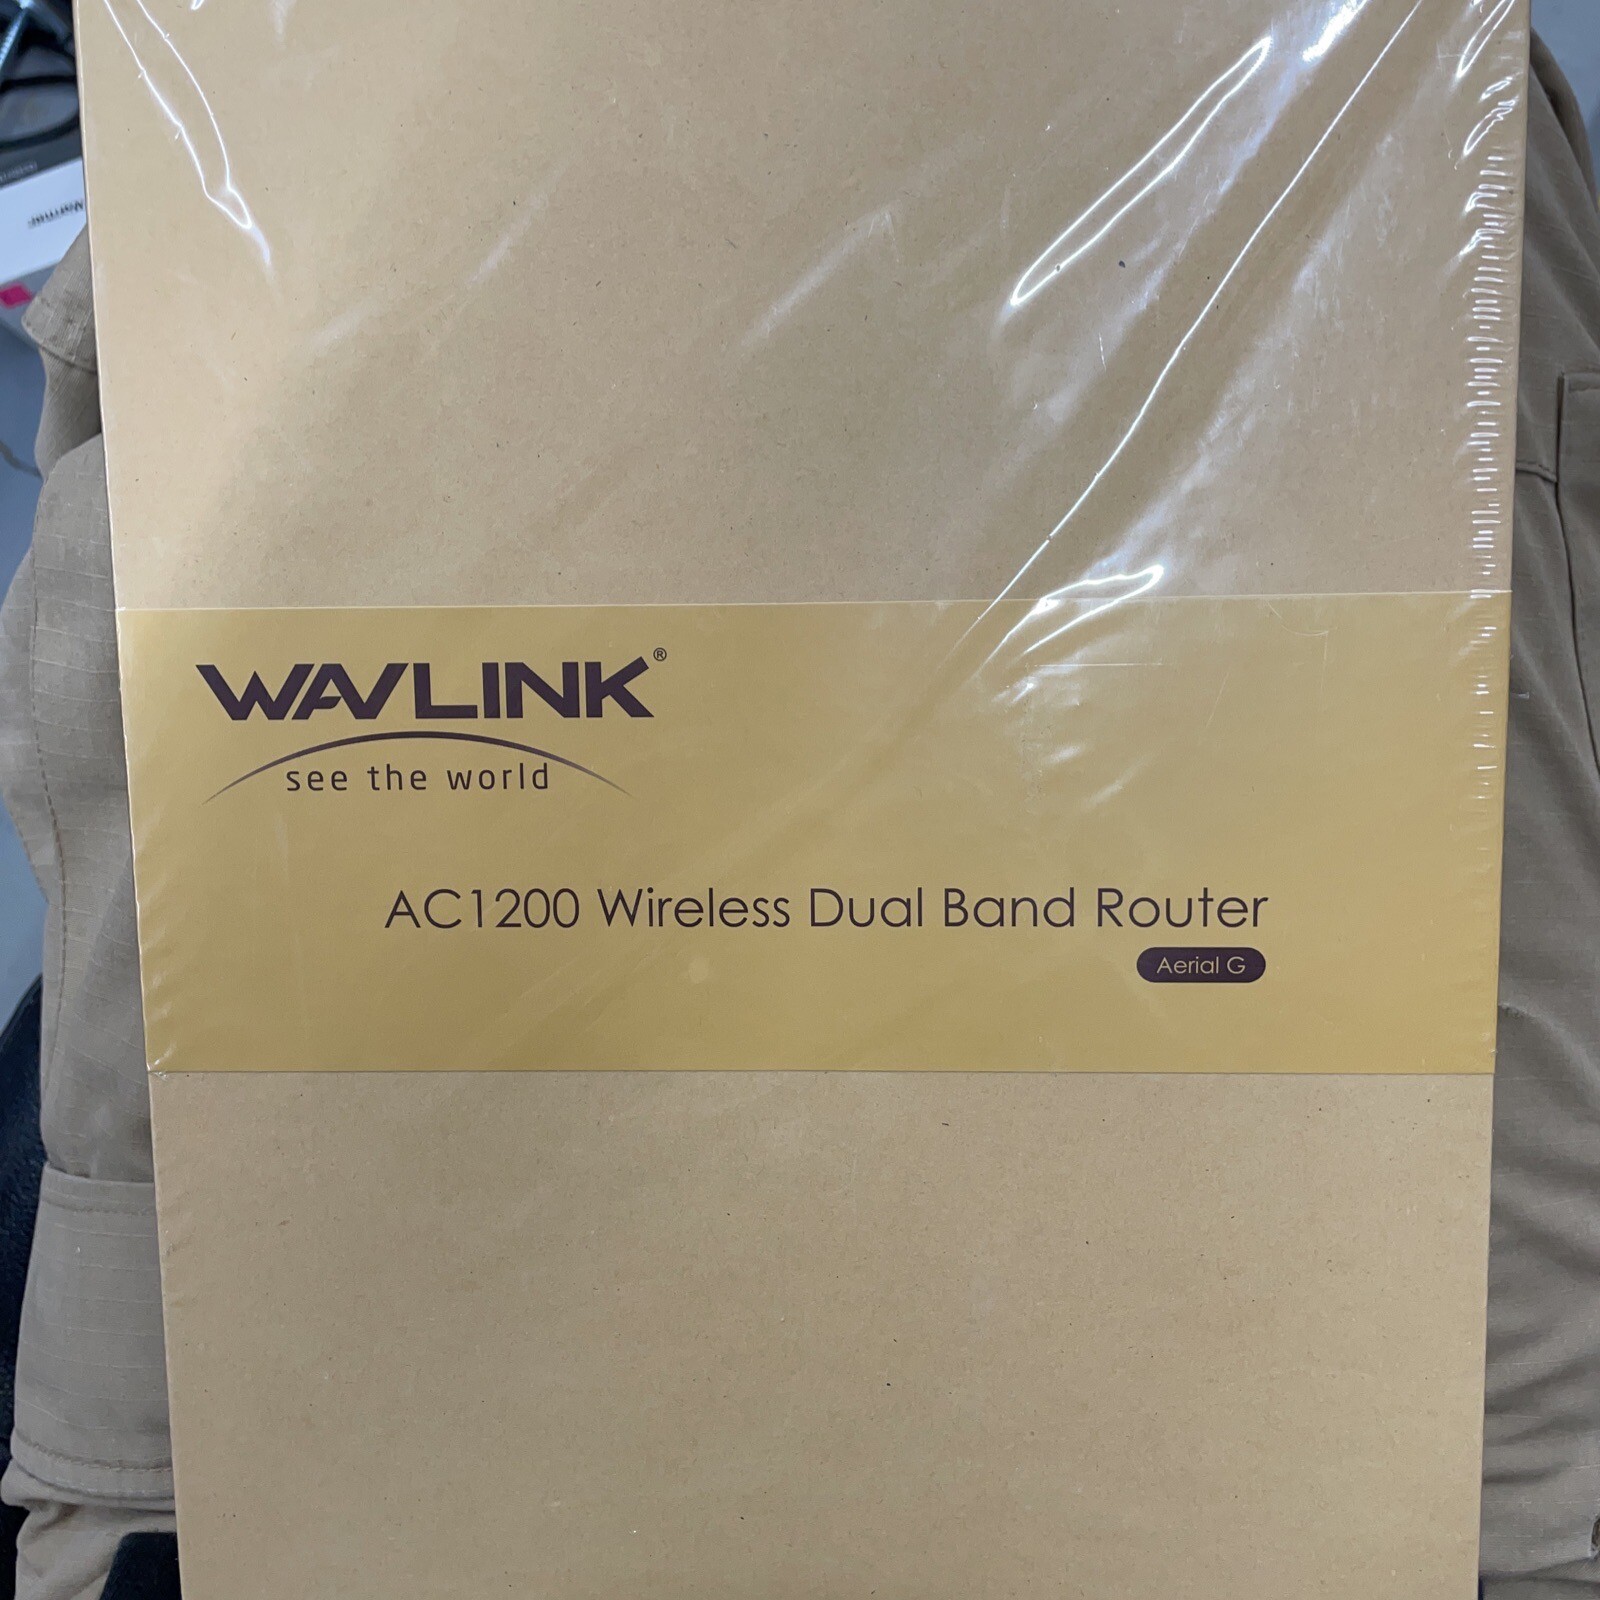 WAVLINK®
see the world
AC1200 Wireless Dual Band Router
Aerial G